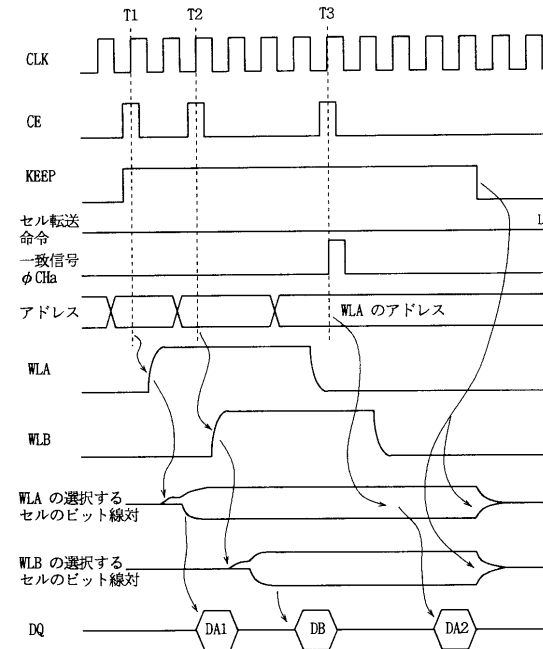 T1 T2 T3
CLK
CE
KEEP
セル転送
命令
L
一致信号
φCHa
アドレス
WLA のアドレス
WLA
WLB
WLA の選択する
セルのビット線対
WLB の選択する
セルのビット線対
DQ
DA1
DB
DA2